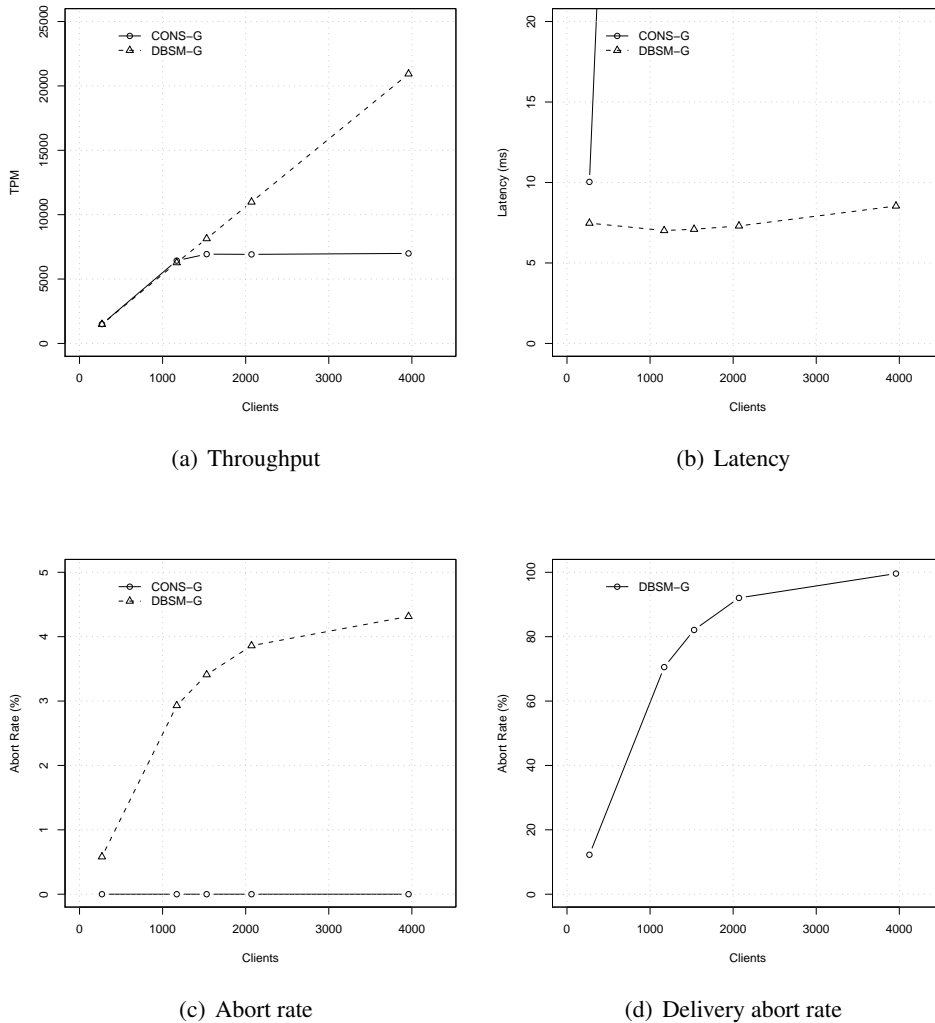 CONS−G
DBSM−G
TPM
0
5000
10000
15000
20000
25000
0
1000
2000
3000
4000
Clients
(a) Throughput
CONS−G
DBSM−G
Latency (ms)
0
5
10
15
20
0
1000
2000
3000
4000
Clients
(b) Latency
CONS−G
DBSM−G
Abort Rate (%)
0
1
2
3
4
5
0
1000
2000
3000
4000
Clients
(c) Abort rate
DBSM−G
Abort Rate (%)
0
20
40
60
80
100
0
1000
2000
3000
4000
Clients
(d) Delivery abort rate